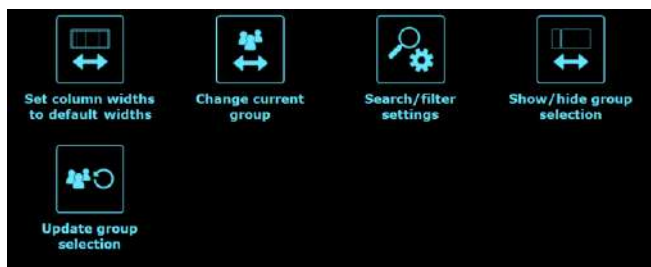 Set column widths
to default widths
Change current
group
Search/filter
settings
Show/hide group
selection
Update group
selection